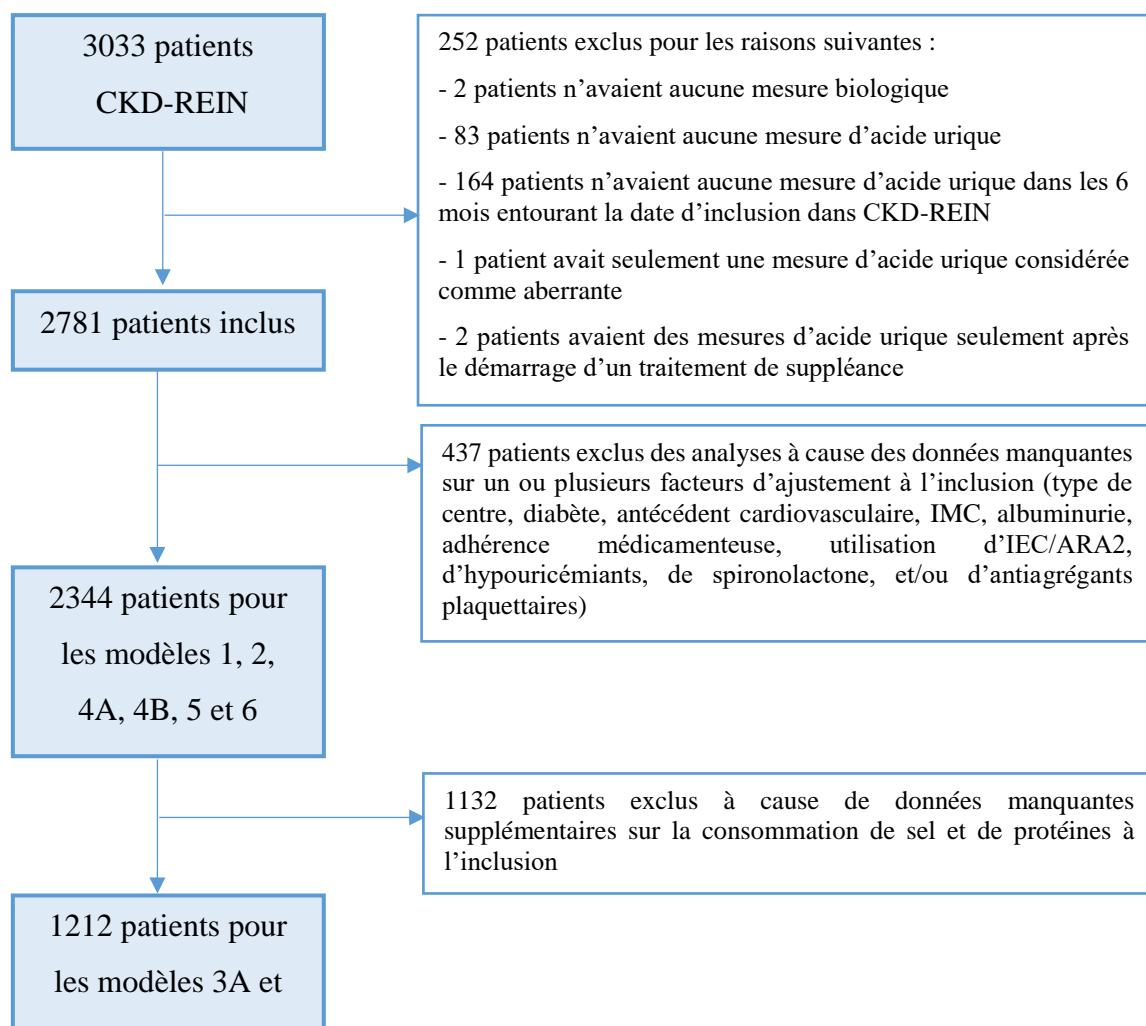 3033 patients
CKD-REIN
252 patients exclus pour les raisons suivantes :
- 2 patients n’avaient aucune mesure biologique
- 83 patients n’avaient aucune mesure d’acide urique
- 164 patients n’avaient aucune mesure d’acide urique dans les 6
mois entourant la date d’inclusion dans CKD-REIN
- 1 patient avait seulement une mesure d’acide urique considérée
comme aberrante
- 2 patients avaient des mesures d’acide urique seulement après
le démarrage d’un traitement de suppléance
2781 patients inclus
437 patients exclus des analyses à cause des données manquantes
sur un ou plusieurs facteurs d’ajustement à l’inclusion (type de
centre, diabète, antécédent cardiovasculaire, IMC, albuminurie,
adhérence médicamenteuse, utilisation d’IEC/ARA2,
d’hypouricémiants, de spironolactone, et/ou d’antiagrégants
plaquettaires)
2344 patients pour
les modèles 1, 2,
4A, 4B, 5 et 6
1132 patients exclus à cause de données manquantes
supplémentaires sur la consommation de sel et de protéines à
l’inclusion
1212 patients pour
les modèles 3A et